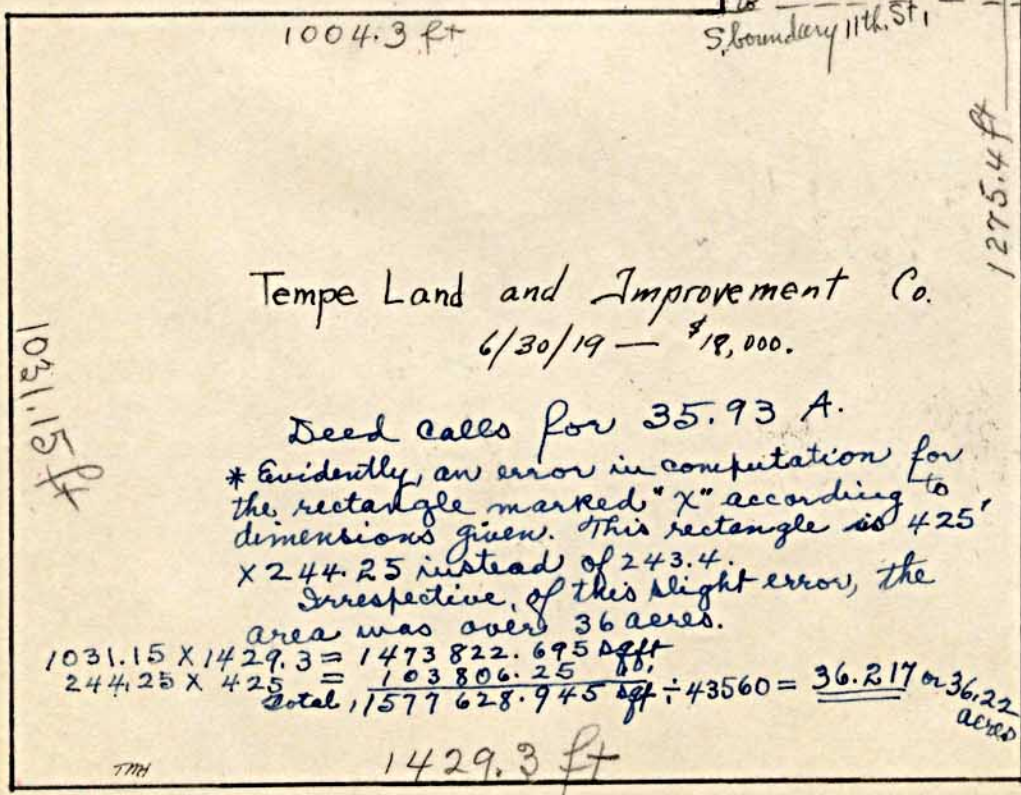 1004.3 ft
S. boundary 11th. St.
1275.4 ft
Tempe Land and Improvement Co.
6/30/19 — $18,000.
1031.15 ft
Deed calls for 35.93 A.
* Evidently, an error in computation for
the rectangle marked "X" according to
dimensions given. This rectangle is 425'
X 244.25 instead of 243.4.
Irrespective, of this slight error, the
area was over 36 acres.
1031.15 X 1429.3 = 1473822.695 sqft
244.25 X 425 = 103806.25 "
Total, 1577628.945 sqf. ÷ 43560 = 36.217 or 36.22
acres
1429.3 ft